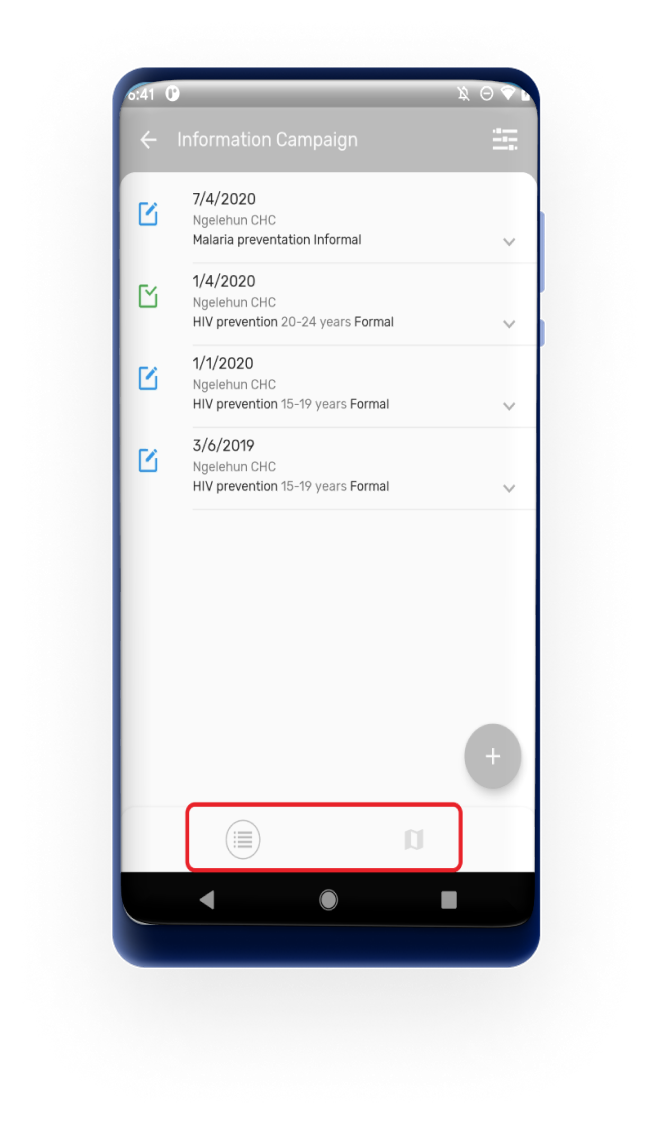 6:41
Information Campaign
7/4/2020
Ngelehun CHC
Malaria preventation Informal
1/4/2020
Ngelehun CHC
HIV prevention 20-24 years Formal
1/1/2020
Ngelehun CHC
HIV prevention 15-19 years Formal
3/6/2019
Ngelehun CHC
HIV prevention 15-19 years Formal
+